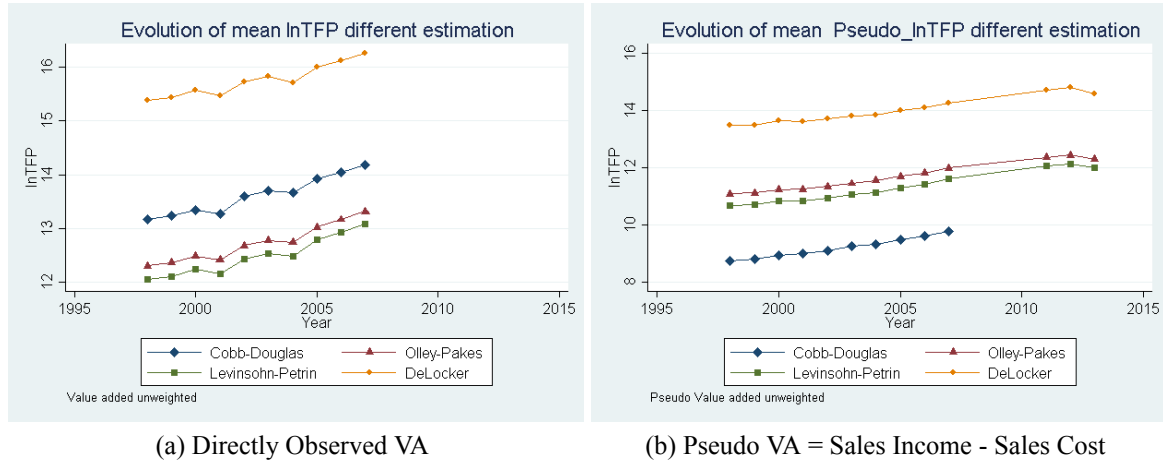 Evolution of mean lnTFP different estimation
lnTFP
16
15
14
13
12
1995
2000
2005
2010
2015
Year
Cobb-Douglas
Olley-Pakes
Levinsohn-Petrin
DeLocker
Value added unweighted
(a) Directly Observed VA
Evolution of mean Pseudo_lnTFP different estimation
lnTFP
16
14
12
10
8
1995
2000
2005
2010
2015
Year
Cobb-Douglas
Olley-Pakes
Levinsohn-Petrin
DeLocker
Pseudo Value added unweighted
(b) Pseudo VA = Sales Income - Sales Cost